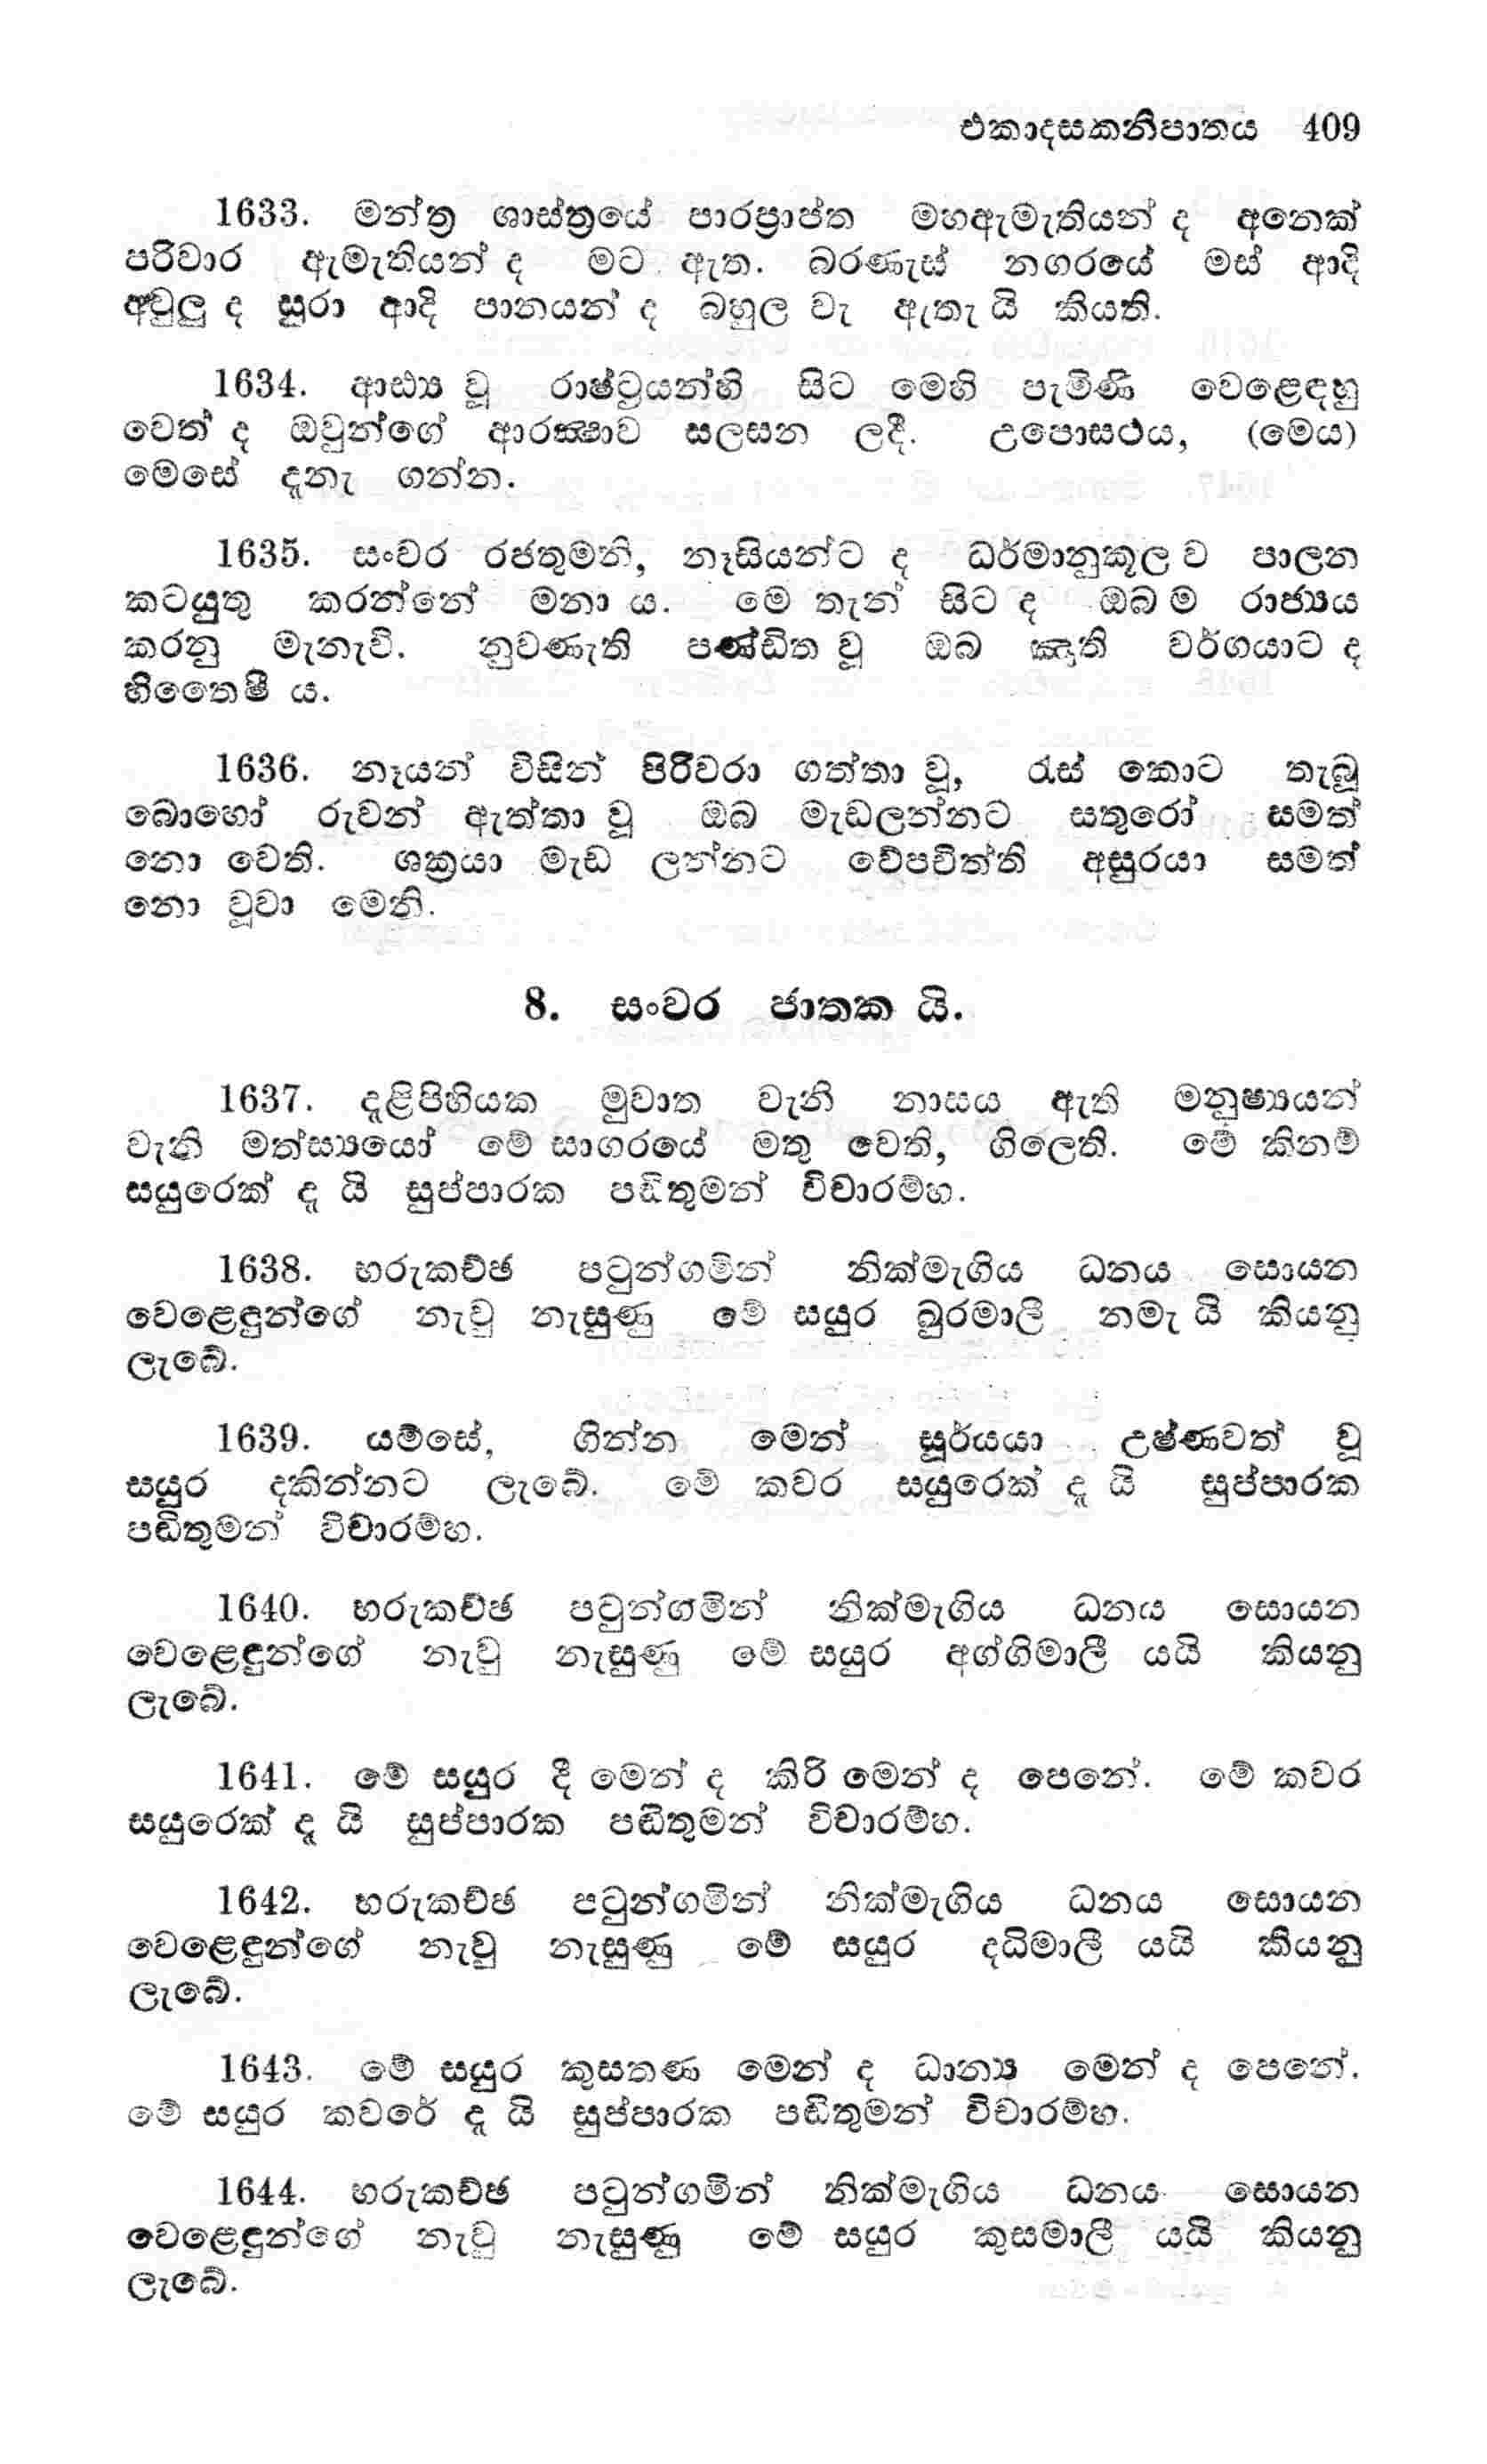 එකාදසකනිපාතය 409
1633. මන්ත්‍ර ශාස්ත්‍රයේ පාරප්‍රාප්ත මහඇමැතියන් ද අනෙක්
පරිවාර ඇමැතියන් ද මට ඇත. බරණැස් නගරයේ මස් ආදි
අවුලු ද සුරා ආදි පානයන් ද බහුල වැ ඇතැ යි කියති.
1634. ආඪ්‍ය වූ රාෂ්ට්‍රයන්හි සිට මෙහි පැමිණි වෙළෙඳහු
වෙත් ද ඔවුන්ගේ ආරක්‍ෂාව සලසන ලදී. උපොසථය, (මෙය)
මෙසේ දැනැ ගන්න.
1635. සංවර රජතුමනි, නෑසියන්ට ද ධර්මානුකූල ව පාලන
කටයුතු කරන්නේ මනා ය. මෙ තැන් සිට ද ඔබ ම රාජ්‍යය
කරනු මැනැවි. නුවණැති පණ්ඩිත වූ ඔබ ඤාති වර්ගයාට ද
හිතෛෂී ය.
1636. නෑයන් විසින් පිරිවරා ගත්තා වූ, රැස් කොට තැබූ
බොහෝ රුවන් ඇත්තා වූ ඔබ මැඩලන්නට සතුරෝ සමත්
නො වෙති. ශක්‍රයා මැඩ ලන්නට වේපචිත්ති අසුරයා සමත්
නො වූවා මෙනි.
8. සංවර ජාතක යි.
1637. දැළිපිහියක මුවාත වැනි නාසය ඇති මනුෂ්‍යයන්
වැනි මත්ස්‍යයෝ මේ සාගරයේ මතු වෙති, ගිලෙති. මේ කිනම්
සයුරෙක් දැ යි සුප්පාරක පඬිතුමන් විචාරම්හ.
1638. භරුකච්ඡ පටුන්ගමින් නික්මැගිය ධනය සොයන
වෙළෙඳුන්ගේ නැවු නැසුණු මේ සයුර ඛුරමාලී නමැ යි කියනු
ලැබේ.
1639. යම්සේ, ගින්න මෙන් සූර්යයා උෂ්ණවත් වූ
සයුර දකින්නට ලැබේ. මේ කවර සයුරෙක් දැ යි සුප්පාරක
පඬිතුමන් විචාරම්හ.
1640. භරුකච්ඡ පටුන්ගමින් නික්මැගිය ධනය සොයන
වෙළෙඳුන්ගේ නැවු නැසුණු මේ සයුර අග්ගිමාලී යයි කියනු
ලැබේ.
1641. මේ සයුර දී මෙන් ද කිරි මෙන් ද පෙනේ. මේ කවර
සයුරෙක් දැ යි සුප්පාරක පඬිතුමන් විචාරම්හ.
1642. භරුකච්ඡ පටුන්ගමින් නික්මැගිය ධනය සොයන
වෙළෙඳුන්ගේ නැවු නැසුණු මේ සයුර දධිමාලී යයි කියනු
ලැබේ.
1643. මේ සයුර කුසතණ මෙන් ද ධාන්‍ය මෙන් ද පෙනේ.
මේ සයුර කවරේ දැ යි සුප්පාරක පඬිතුමන් විචාරම්හ.
1644. භරුකච්ඡ පටුන්ගමින් නික්මැගිය ධනය සොයන
වෙළෙඳුන්ගේ නැවු නැසුණු මේ සයුර කුසමාලී යයි කියනු
ලැබේ.